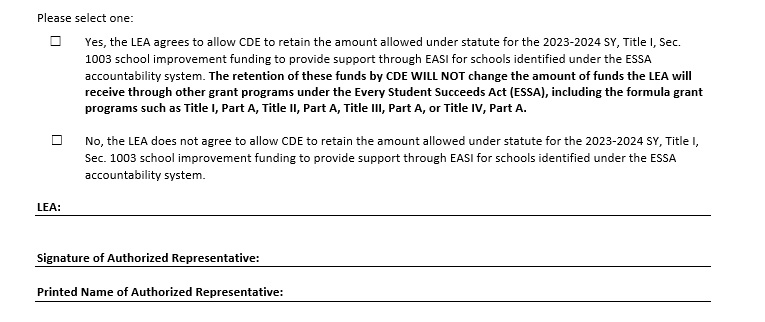 Please select one:
☐ Yes, the LEA agrees to allow CDE to retain the amount allowed under statute for the 2023-2024 SY, Title I, Sec.
1003 school improvement funding to provide support through EASI for schools identified under the ESSA
accountability system. The retention of these funds by CDE WILL NOT change the amount of funds the LEA will
receive through other grant programs under the Every Student Succeeds Act (ESSA), including the formula grant
programs such as Title I, Part A, Title II, Part A, Title III, Part A, or Title IV, Part A.
☐ No, the LEA does not agree to allow CDE to retain the amount allowed under statute for the 2023-2024 SY, Title I,
Sec. 1003 school improvement funding to provide support through EASI for schools identified under the ESSA
accountability system.
LEA:
Signature of Authorized Representative:
Printed Name of Authorized Representative: